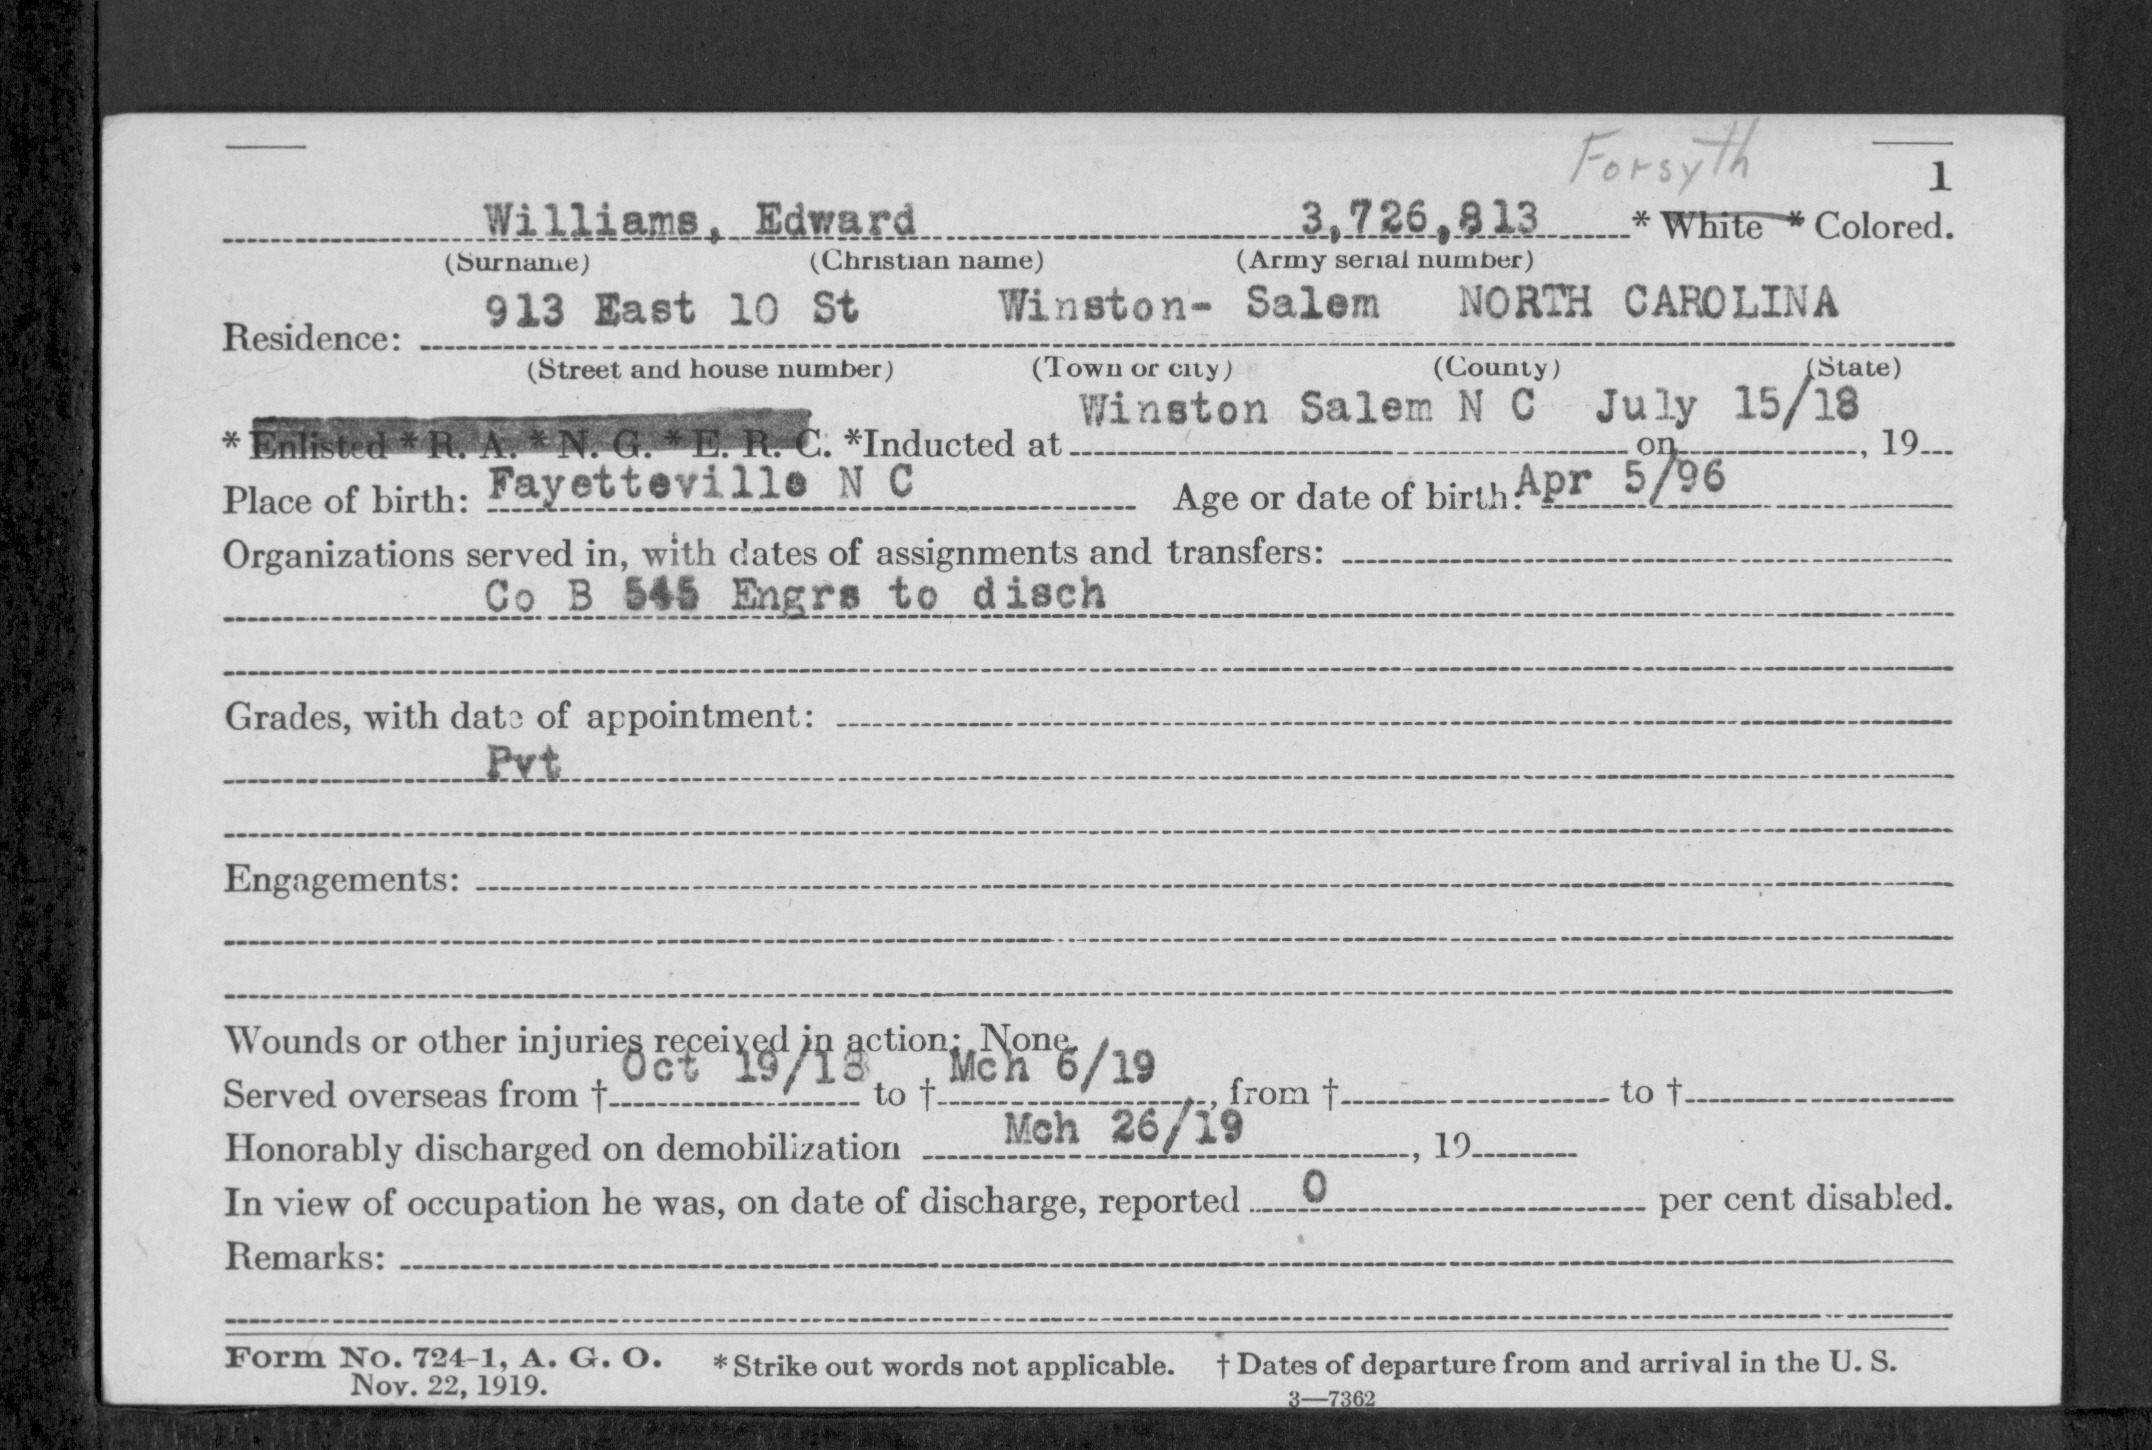 Forsyth
1
Williams, Edward 3,726,813 * White * Colored.
(Surname) (Christian name) (Army serial number)
913 East 10 St Winston- Salem NORTH CAROLINA
Residence:
(Street and house number) (Town or city) (County) (State)
Winston Salem N C July 15/18
* Enlisted * R. A. * N. G. * E. R. C. *Inducted at on , 19
Place of birth: Fayetteville N C Age or date of birth: Apr 5/96
Organizations served in, with dates of assignments and transfers:
Co B 545 Engrs to disch
Grades, with date of appointment:
Pvt
Engagements:
Wounds or other injuries received in action: None.
Oct 19/18 Mch 6/19
Served overseas from † to † , from † to †
Honorably discharged on demobilization Mch 26/19 , 19
In view of occupation he was, on date of discharge, reported 0 per cent disabled.
Remarks:
Form No. 724-1, A. G. O. * Strike out words not applicable. † Dates of departure from and arrival in the U. S.
Nov. 22, 1919.
3—7362